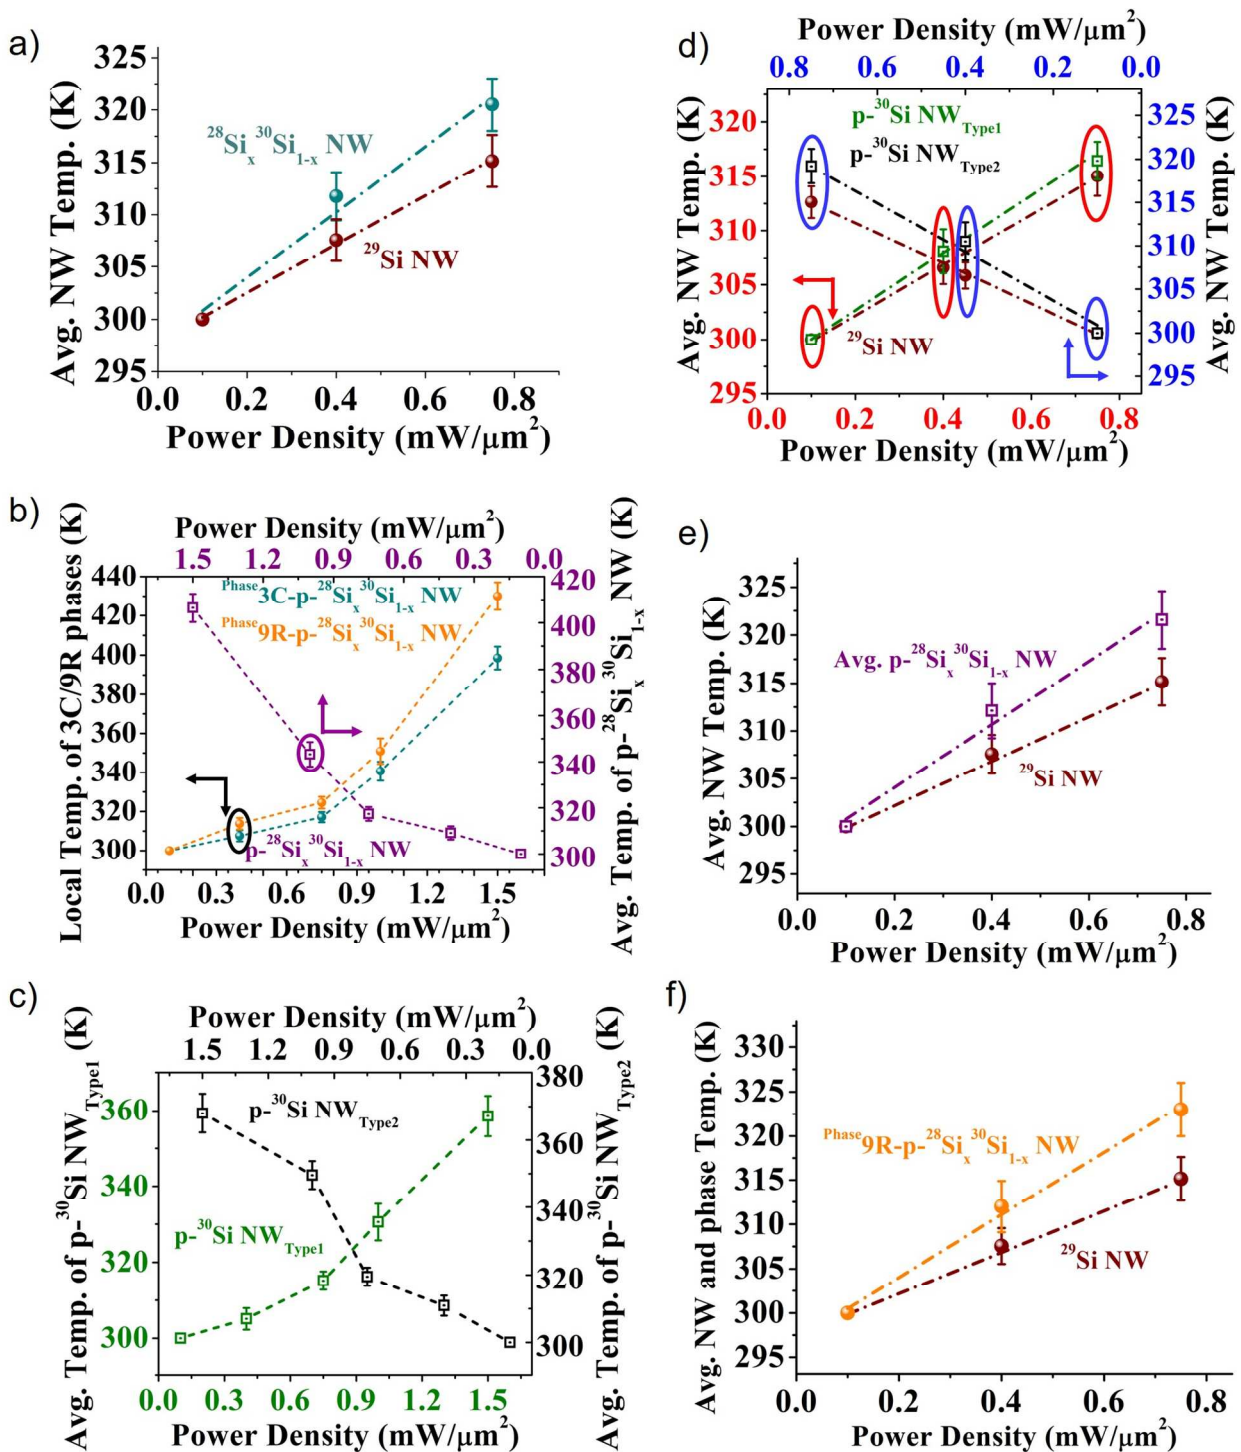 a)
Avg. NW Temp. (K)
325
320
315
310
305
300
295
²⁸Siₓ³⁰Si₁₋ₓ NW
²⁹Si NW
0.0 0.2 0.4 0.6 0.8
Power Density (mW/μm²)
d)
Power Density (mW/μm²)
0.8 0.6 0.4 0.2 0.0
Avg. NW Temp. (K)
320
315
310
305
300
295
p-³⁰Si NW Type1
p-³⁰Si NW Type2
²⁹Si NW
325
320
315
310
305
300
295
Avg. NW Temp. (K)
0.0 0.2 0.4 0.6 0.8
Power Density (mW/μm²)
b)
Power Density (mW/μm²)
1.5 1.2 0.9 0.6 0.3 0.0
Local Temp. of 3C/9R phases (K)
440
420
400
380
360
340
320
300
Phase3C-p-²⁸Siₓ³⁰Si₁₋ₓ NW
Phase9R-p-²⁸Siₓ³⁰Si₁₋ₓ NW
p-²⁸Siₓ³⁰Si₁₋ₓ NW
420
400
380
360
340
320
300
Avg. Temp. of p-²⁸Siₓ³⁰Si₁₋ₓ NW (K)
0.0 0.3 0.6 0.9 1.2 1.5
Power Density (mW/μm²)
e)
Avg. NW Temp. (K)
325
320
315
310
305
300
295
Avg. p-²⁸Siₓ³⁰Si₁₋ₓ NW
²⁹Si NW
0.0 0.2 0.4 0.6 0.8
Power Density (mW/μm²)
c)
Power Density (mW/μm²)
1.5 1.2 0.9 0.6 0.3 0.0
Avg. Temp. of p-³⁰Si NW Type1 (K)
360
340
320
300
p-³⁰Si NW Type2
p-³⁰Si NW Type1
380
360
340
320
300
Avg. Temp. of p-³⁰Si NW Type2 (K)
0.0 0.3 0.6 0.9 1.2 1.5
Power Density (mW/μm²)
f)
Avg. NW and phase Temp. (K)
330
325
320
315
310
305
300
295
Phase9R-p-²⁸Siₓ³⁰Si₁₋ₓ NW
²⁹Si NW
0.0 0.2 0.4 0.6 0.8
Power Density (mW/μm²)